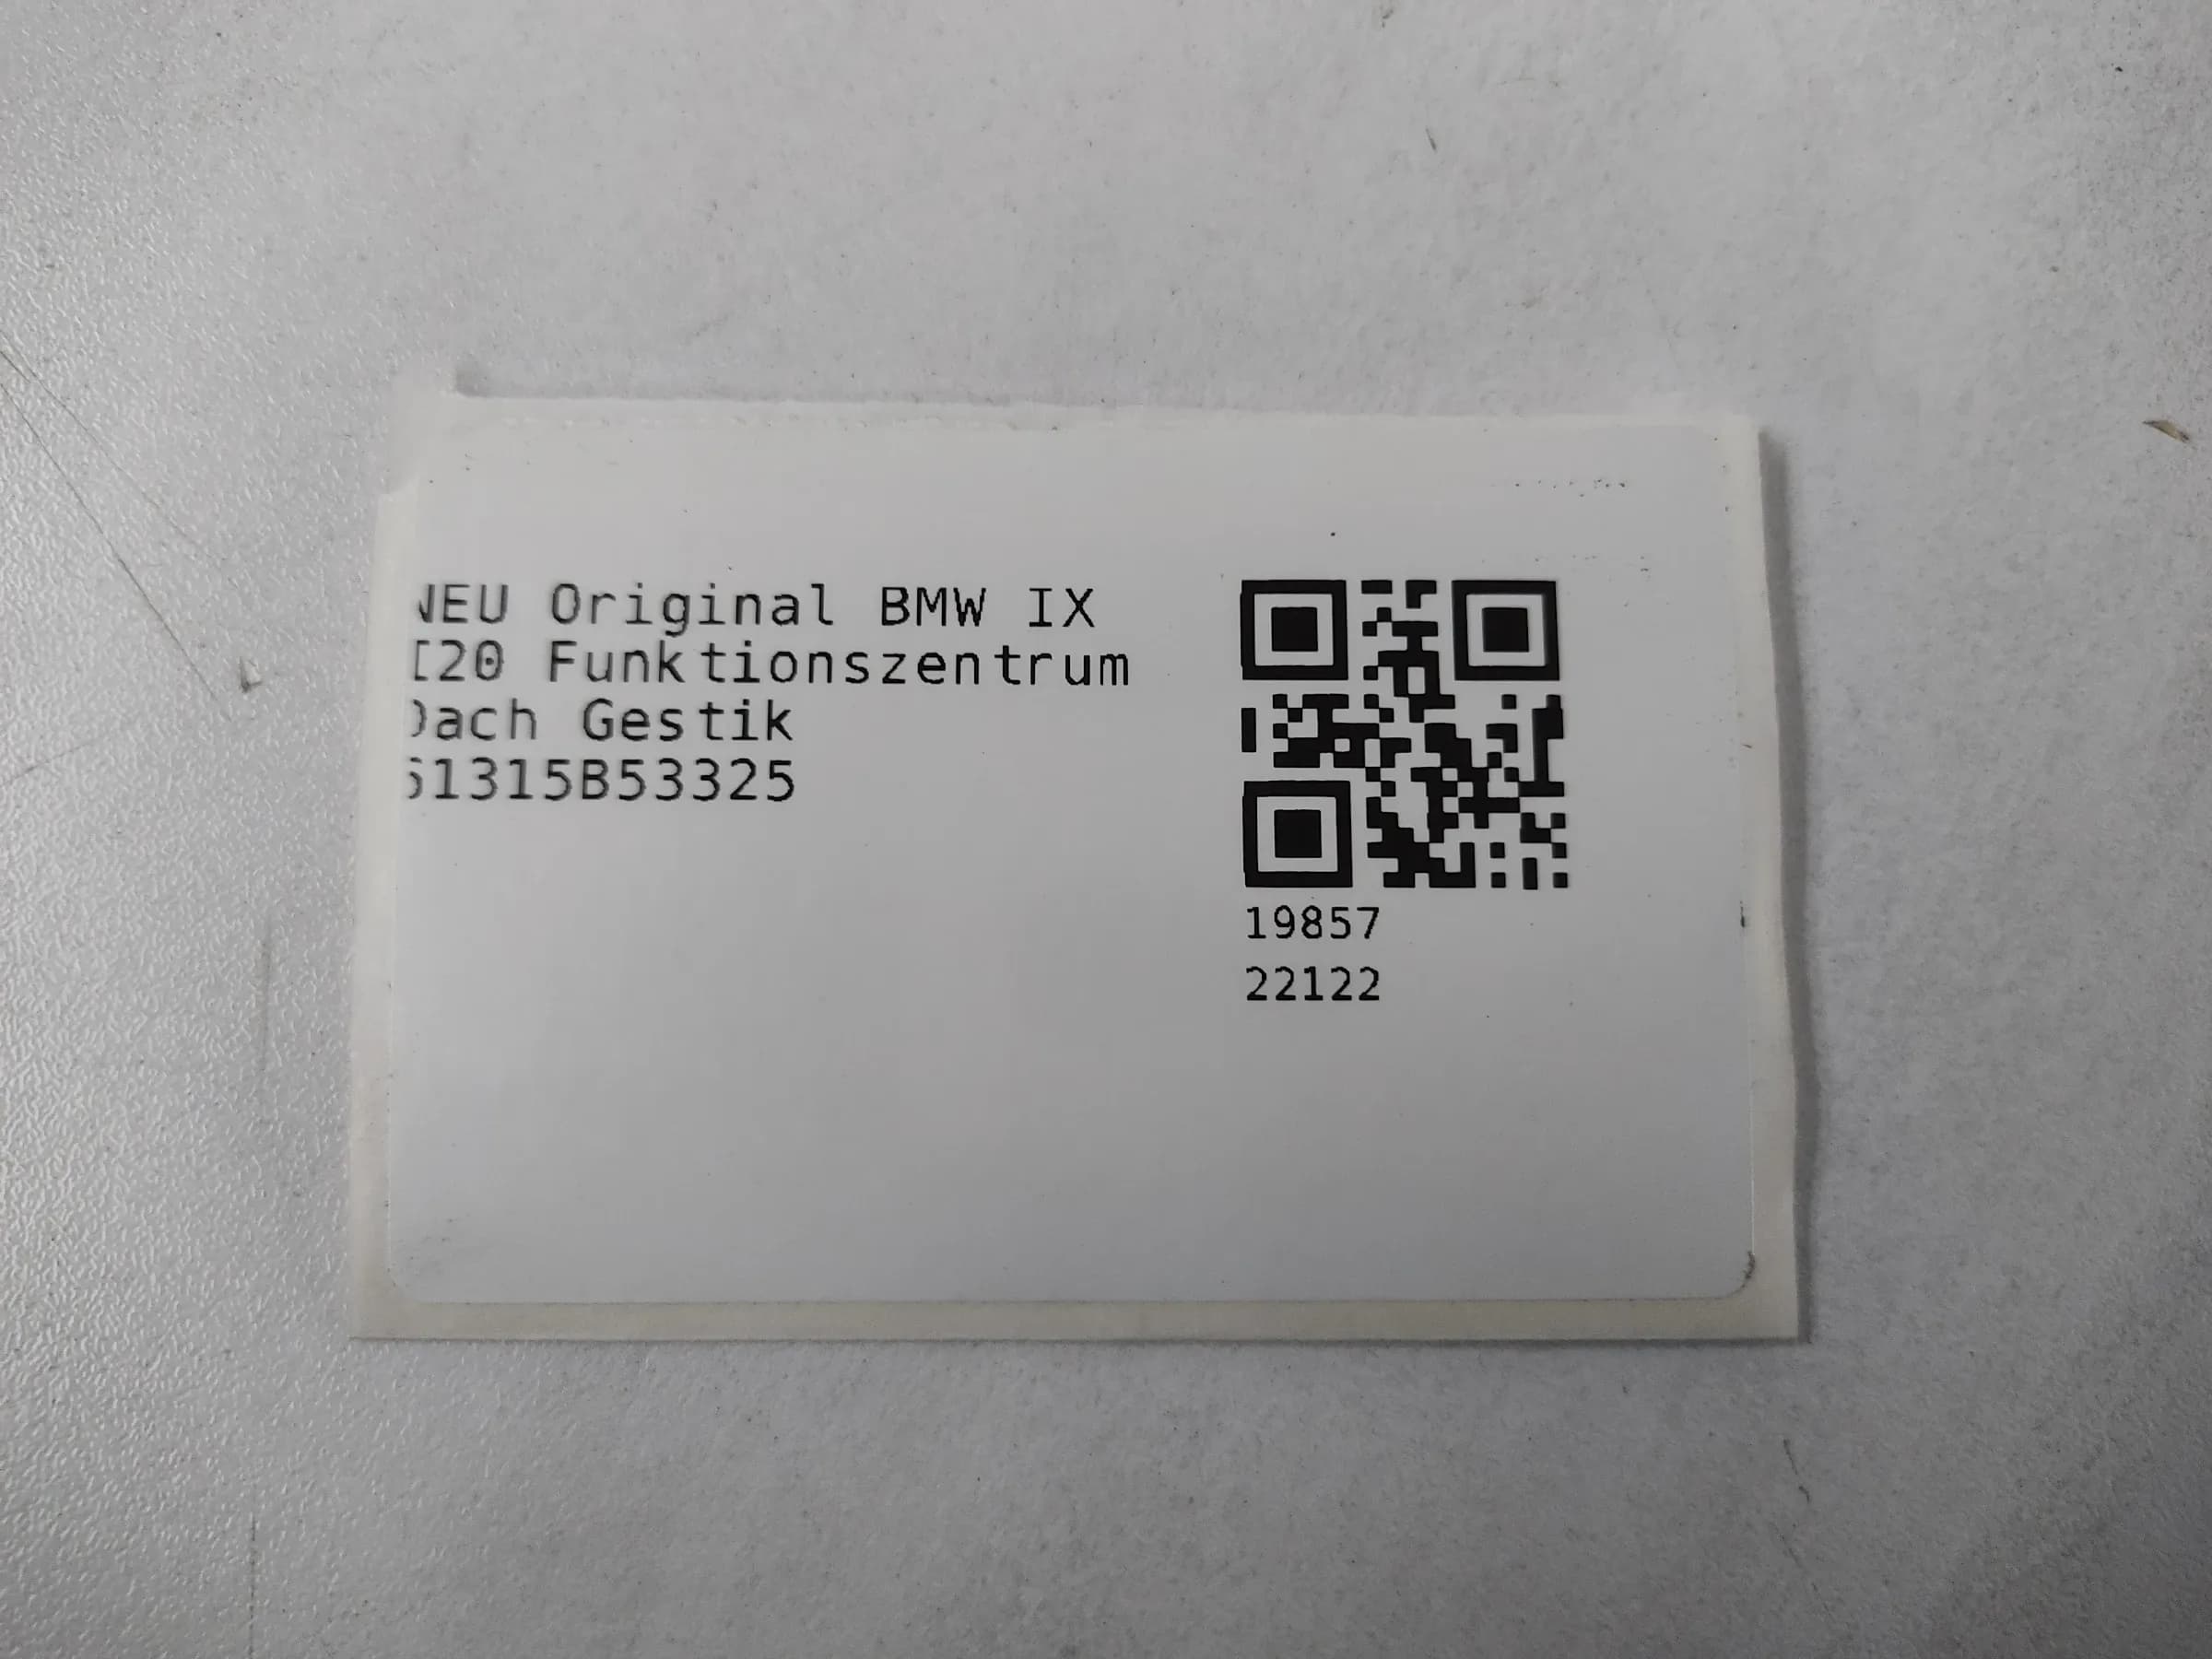 NEU Original BMW IX
I20 Funktionszentrum
Dach Gestik
61315B53325
19857
22122